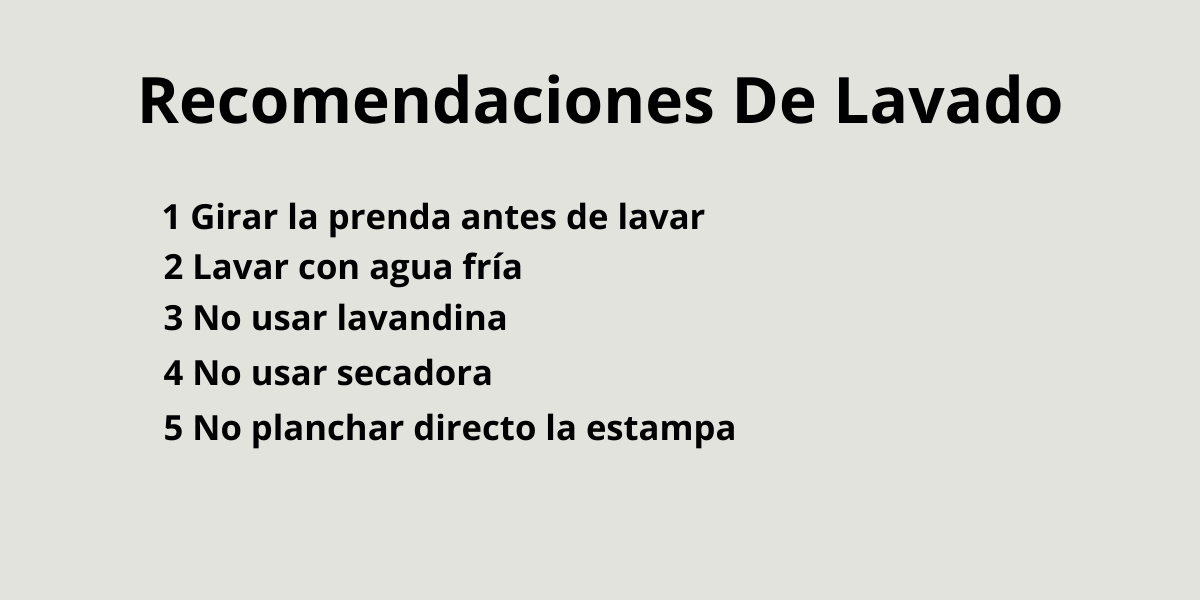 Recomendaciones De Lavado
1 Girar la prenda antes de lavar
2 Lavar con agua fría
3 No usar lavandina
4 No usar secadora
5 No planchar directo la estampa